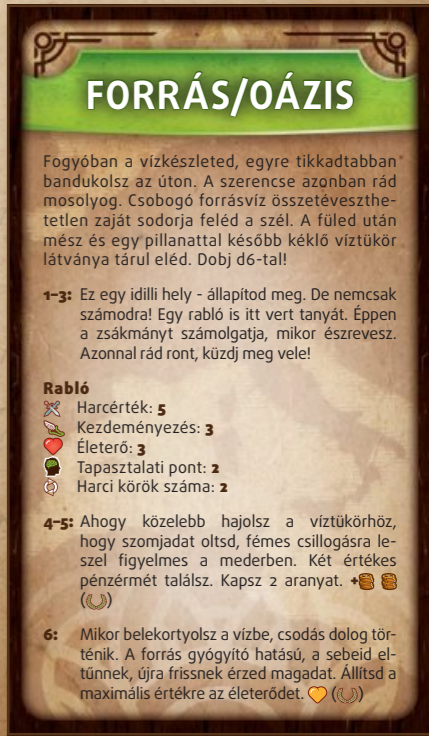 FORRÁS/OÁZIS
Fogyóban a vízkészleted, egyre tikkadtabban
bandukolsz az úton. A szerencse azonban rád
mosolyog. Csobogó forrásvíz összetéveszthe-
tetlen zaját sodorja feléd a szél. A füled után
mész és egy pillanattal később kéklő víztükör
látványa tárul eléd. Dobj d6-tal!
1-3: Ez egy idilli hely - állapítod meg. De nemcsak
számodra! Egy rabló is itt vert tanyát. Éppen
a zsákmányt számolgatja, mikor észrevesz.
Azonnal rád ront, küzdj meg vele!
Rabló
Harcérték: 5
Kezdeményezés: 3
Életerő: 3
Tapasztalati pont: 2
Harci körök száma: 2
4-5: Ahogy közelebb hajolsz a víztükörhöz,
hogy szomjadat oltsd, fémes csillogásra le-
szel figyelmes a mederben. Két értékes
pénzérmét találsz. Kapsz 2 aranyat. +
()
6: Mikor belekortyolsz a vízbe, csodás dolog tör-
ténik. A forrás gyógyító hatású, a sebeid el-
tűnnek, újra frissnek érzed magadat. Állítsd a
maximális értékre az életerődet. ()